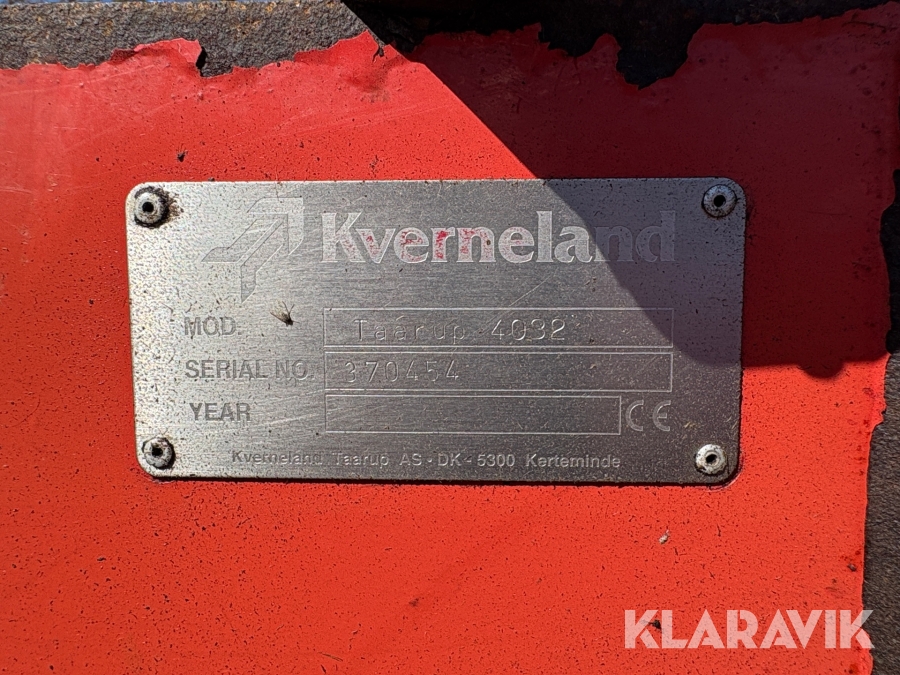 Kverneland
MOD. Taarup 4032
SERIAL NO. 370454
YEAR CE
Kverneland Taarup AS - DK - 5300 Kerteminde
KLARAVIK